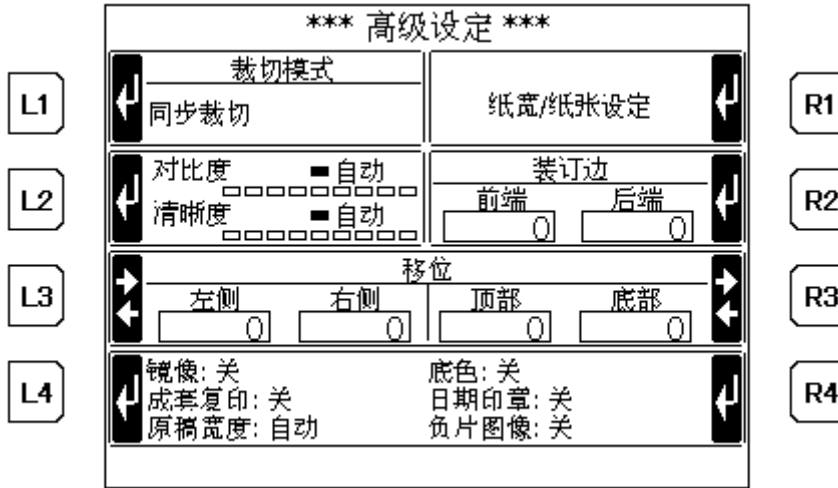 *** 高级设定 ***
L1
裁切模式
同步裁切
纸宽/纸张设定
R1
L2
对比度 自动
清晰度 自动
装订边
前端 后端
0 0
R2
L3
移位
左侧 右侧 顶部 底部
0 0 0 0
R3
L4
镜像: 关 底色: 关
成套复印: 关 日期印章: 关
原稿宽度: 自动 负片图像: 关
R4